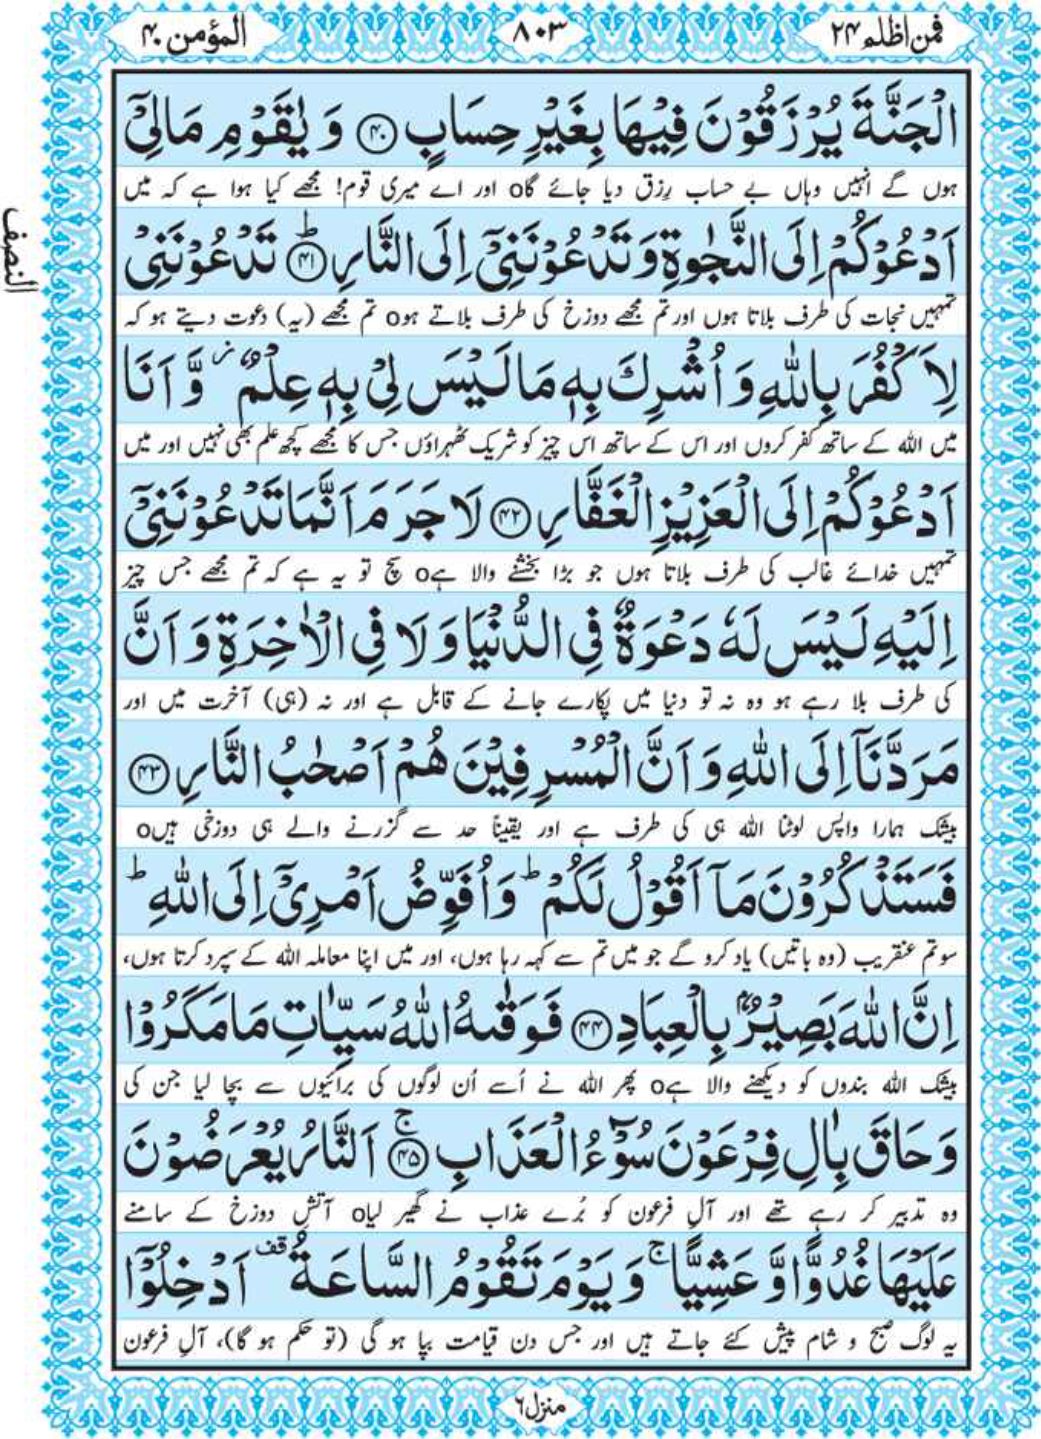 فمن اظلم ۲۴
۸۰۳
المؤمن ۴۰
النصف
الْجَنَّةَ يُرْزَقُوْنَ فِيْهَا بِغَيْرِ حِسَابٍ ﴿۴۰﴾ وَ يٰقَوْمِ مَالِىْۤ
ہوں گے انہیں وہاں بے حساب رِزق دیا جائے گاo اور اے میری قوم! مجھے کیا ہوا ہے کہ میں
اَدْعُوْكُمْ اِلَى النَّجٰوةِ وَ تَدْعُوْنَنِىْۤ اِلَى النَّارِ ﴿۴۱﴾ؕ تَدْعُوْنَنِىْ
تمہیں نجات کی طرف بلاتا ہوں اور تم مجھے دوزخ کی طرف بلاتے ہوo تم مجھے (یہ) دعوت دیتے ہو کہ
لِاَكْفُرَ بِاللّٰهِ وَ اُشْرِكَ بِهٖ مَا لَيْسَ لِىْ بِهٖ عِلْمٌ ز وَّ اَنَا
میں اللہ کے ساتھ کفر کروں اور اس کے ساتھ اس چیز کو شریک ٹھہراؤں جس کا مجھے کچھ علم بھی نہیں اور میں
اَدْعُوْكُمْ اِلَى الْعَزِيْزِ الْغَفَّارِ ﴿۴۲﴾ لَا جَرَمَ اَنَّمَا تَدْعُوْنَنِىْۤ
تمہیں خدائے غالب کی طرف بلاتا ہوں جو بڑا بخشنے والا ہےo سچ تو یہ ہے کہ تم مجھے جس چیز
اِلَيْهِ لَيْسَ لَهٗ دَعْوَةٌ فِى الدُّنْيَا وَ لَا فِى الْاٰخِرَةِ وَ اَنَّ
کی طرف بلا رہے ہو وہ نہ تو دنیا میں پکارے جانے کے قابل ہے اور نہ (ہی) آخرت میں اور
مَرَدَّنَاۤ اِلَى اللّٰهِ وَ اَنَّ الْمُسْرِفِيْنَ هُمْ اَصْحٰبُ النَّارِ ﴿۴۳﴾
بیشک ہمارا واپس لوٹنا اللہ ہی کی طرف ہے اور یقیناً حد سے گزرنے والے ہی دوزخی ہیںo
فَسَتَذْكُرُوْنَ مَاۤ اَقُوْلُ لَكُمْ ؕ وَ اُفَوِّضُ اَمْرِىْۤ اِلَى اللّٰهِ ؕ
سو تم عنقریب (وہ باتیں) یاد کرو گے جو میں تم سے کہہ رہا ہوں، اور میں اپنا معاملہ اللہ کے سپرد کرتا ہوں،
اِنَّ اللّٰهَ بَصِيْرٌۢ بِالْعِبَادِ ﴿۴۴﴾ فَوَقٰىهُ اللّٰهُ سَيِّاٰتِ مَا مَكَرُوْا
بیشک اللہ بندوں کو دیکھنے والا ہےo پھر اللہ نے اُسے اُن لوگوں کی برائیوں سے بچا لیا جن کی
وَ حَاقَ بِاٰلِ فِرْعَوْنَ سُوْٓءُ الْعَذَابِ ﴿۴۵﴾ۚ اَلنَّارُ يُعْرَضُوْنَ
وہ تدبیر کر رہے تھے اور آلِ فرعون کو بُرے عذاب نے گھیر لیاo آتشِ دوزخ کے سامنے
عَلَيْهَا غُدُوًّا وَّ عَشِيًّا ۚ وَ يَوْمَ تَقُوْمُ السَّاعَةُ قف اَدْخِلُوْۤا
یہ لوگ صبح و شام پیش کئے جاتے ہیں اور جس دن قیامت بپا ہو گی (تو حکم ہو گا)، آلِ فرعون
منزل ۶